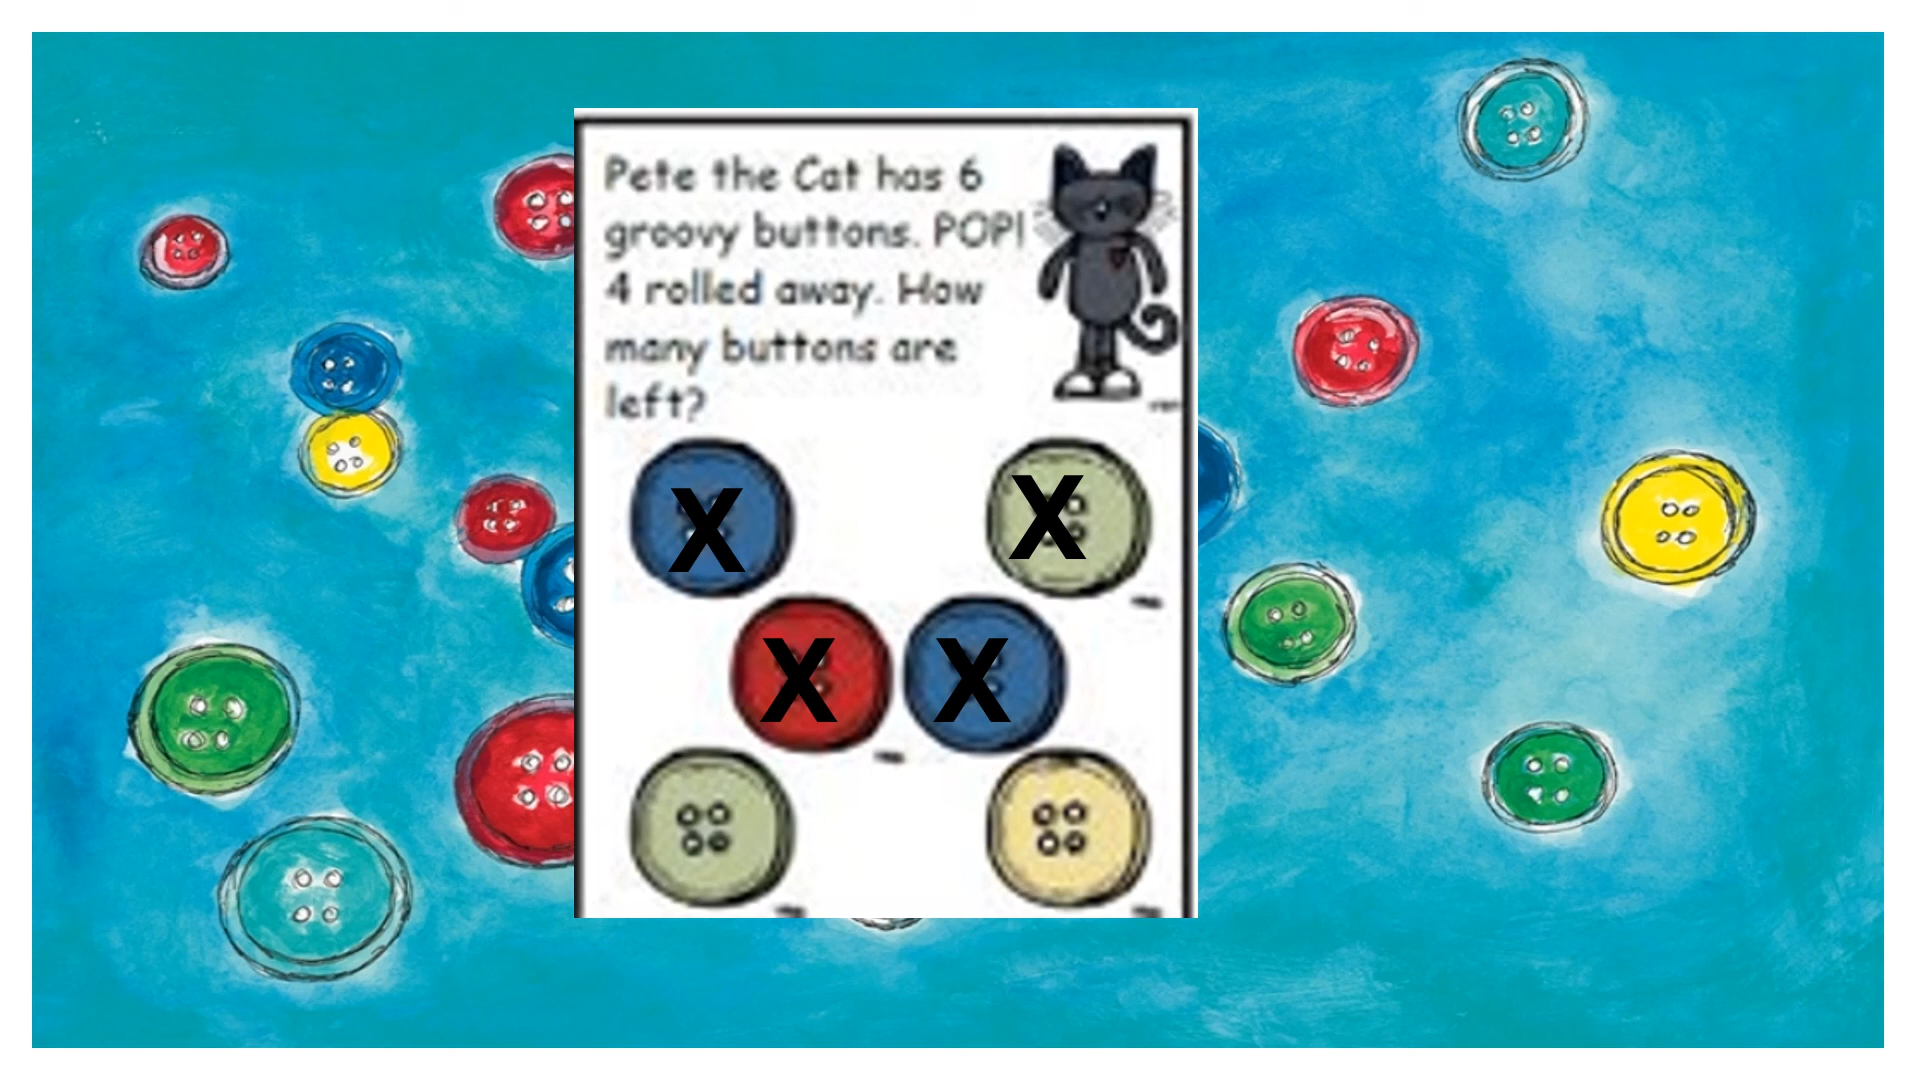 Pete the Cat has 6
groovy buttons. POP!
4 rolled away. How
many buttons are
left?
X X
X X